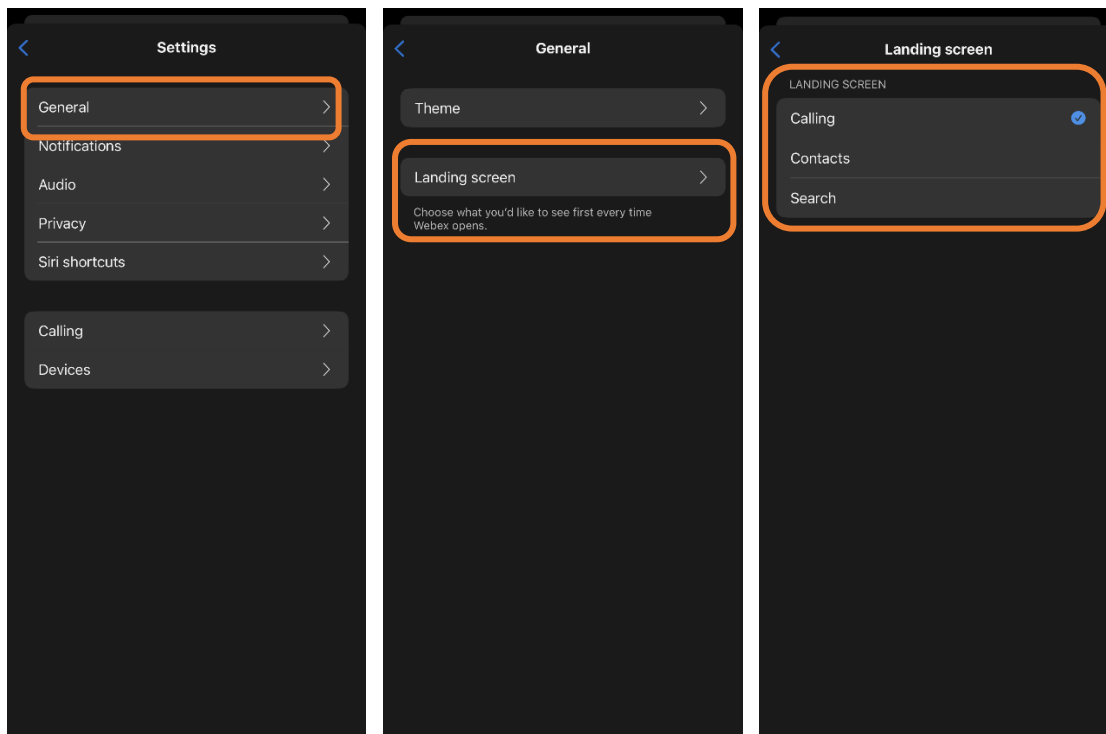 Settings
General
Notifications
Audio
Privacy
Siri shortcuts
Calling
Devices
General
Theme
Landing screen
Choose what you'd like to see first every time
Webex opens.
Landing screen
LANDING SCREEN
Calling
Contacts
Search